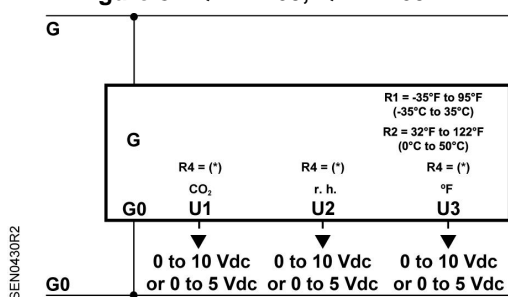 G
R1 = -35°F to 95°F
(-35°C to 35°C)
R2 = 32°F to 122°F
(0°C to 50°C)
G
R4 = (*) R4 = (*) R4 = (*)
CO₂ r. h. ºF
G0 U1 U2 U3
0 to 10 Vdc 0 to 10 Vdc 0 to 10 Vdc
or 0 to 5 Vdc or 0 to 5 Vdc or 0 to 5 Vdc
G0
SEN0430R2